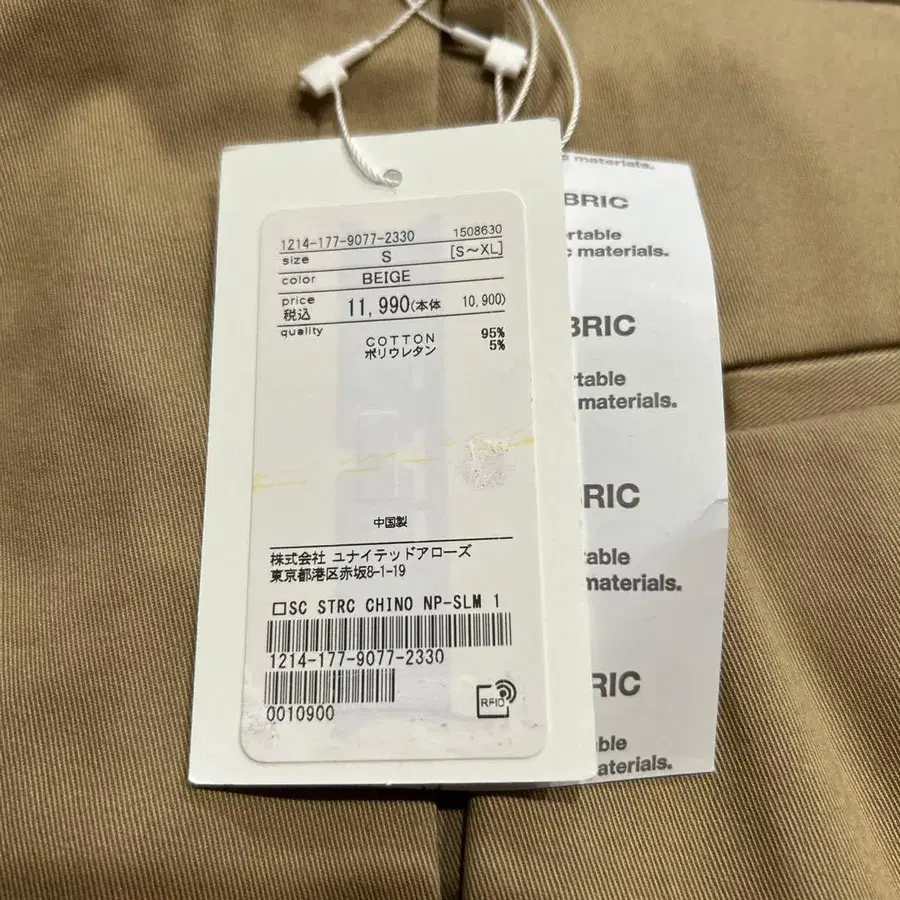 1214-177-9077-2330 1508630
size S [S~XL]
color BEIGE
price
税込 11,990(本体 10,900)
quality
COTTON 95%
ポリウレタン 5%
中国製
株式会社 ユナイテッドアローズ
東京都港区赤坂8-1-19
□SC STRC CHINO NP-SLM 1
1214-177-9077-2330
0010900
RFID
materials.
BRIC
rtable
materials.
BRIC
table
materials.
RIC
table
materials.
RIC
ble
aterials.